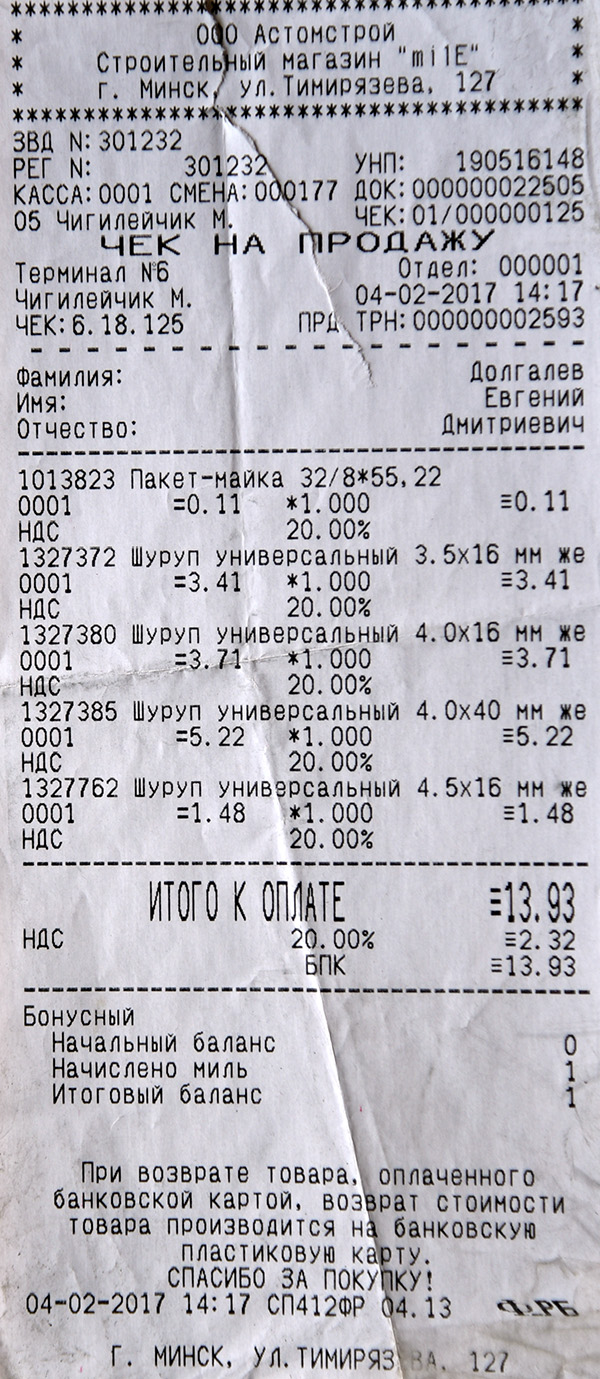 ******************************************
* ООО Астомстрой *
* Строительный магазин "milE" *
* г. МИНСК, ул.Тимирязева, 127 *
******************************************
ЗВД N:301232
РЕГ N: 301232 УНП: 190516148
КАССА:0001 СМЕНА:000177 ДОК:000000022505
05 Чигилейчик М. ЧЕК:01/000000125
ЧЕК НА ПРОДАЖУ
Терминал N6 Отдел: 000001
Чигилейчик М. 04-02-2017 14:17
ЧЕК:6.18.125 ПРД ТРН:000000002593
Фамилия: Долгалев
Имя: Евгений
Отчество: Дмитриевич
1013823 Пакет-майка 32/8*55,22
0001 =0.11 *1.000 ≡0.11
НДС 20.00%
1327372 Шуруп универсальный 3.5x16 мм же
0001 =3.41 *1.000 ≡3.41
НДС 20.00%
1327380 Шуруп универсальный 4.0x16 мм же
0001 =3.71 *1.000 ≡3.71
НДС 20.00%
1327385 Шуруп универсальный 4.0x40 мм же
0001 =5.22 *1.000 ≡5.22
НДС 20.00%
1327762 Шуруп универсальный 4.5x16 мм же
0001 =1.48 *1.000 ≡1.48
НДС 20.00%
ИТОГО К ОПЛАТЕ ≡13.93
НДС 20.00% ≡2.32
БПК ≡13.93
Бонусный
Начальный баланс 0
Начислено миль 1
Итоговый баланс 1
При возврате товара, оплаченного
банковской картой, возврат стоимости
товара производится на банковскую
пластиковую карту.
СПАСИБО ЗА ПОКУПКУ!
04-02-2017 14:17 СП412ФР 04.13 ФРБ
Г. МИНСК, УЛ.ТИМИРЯЗЕВА, 127